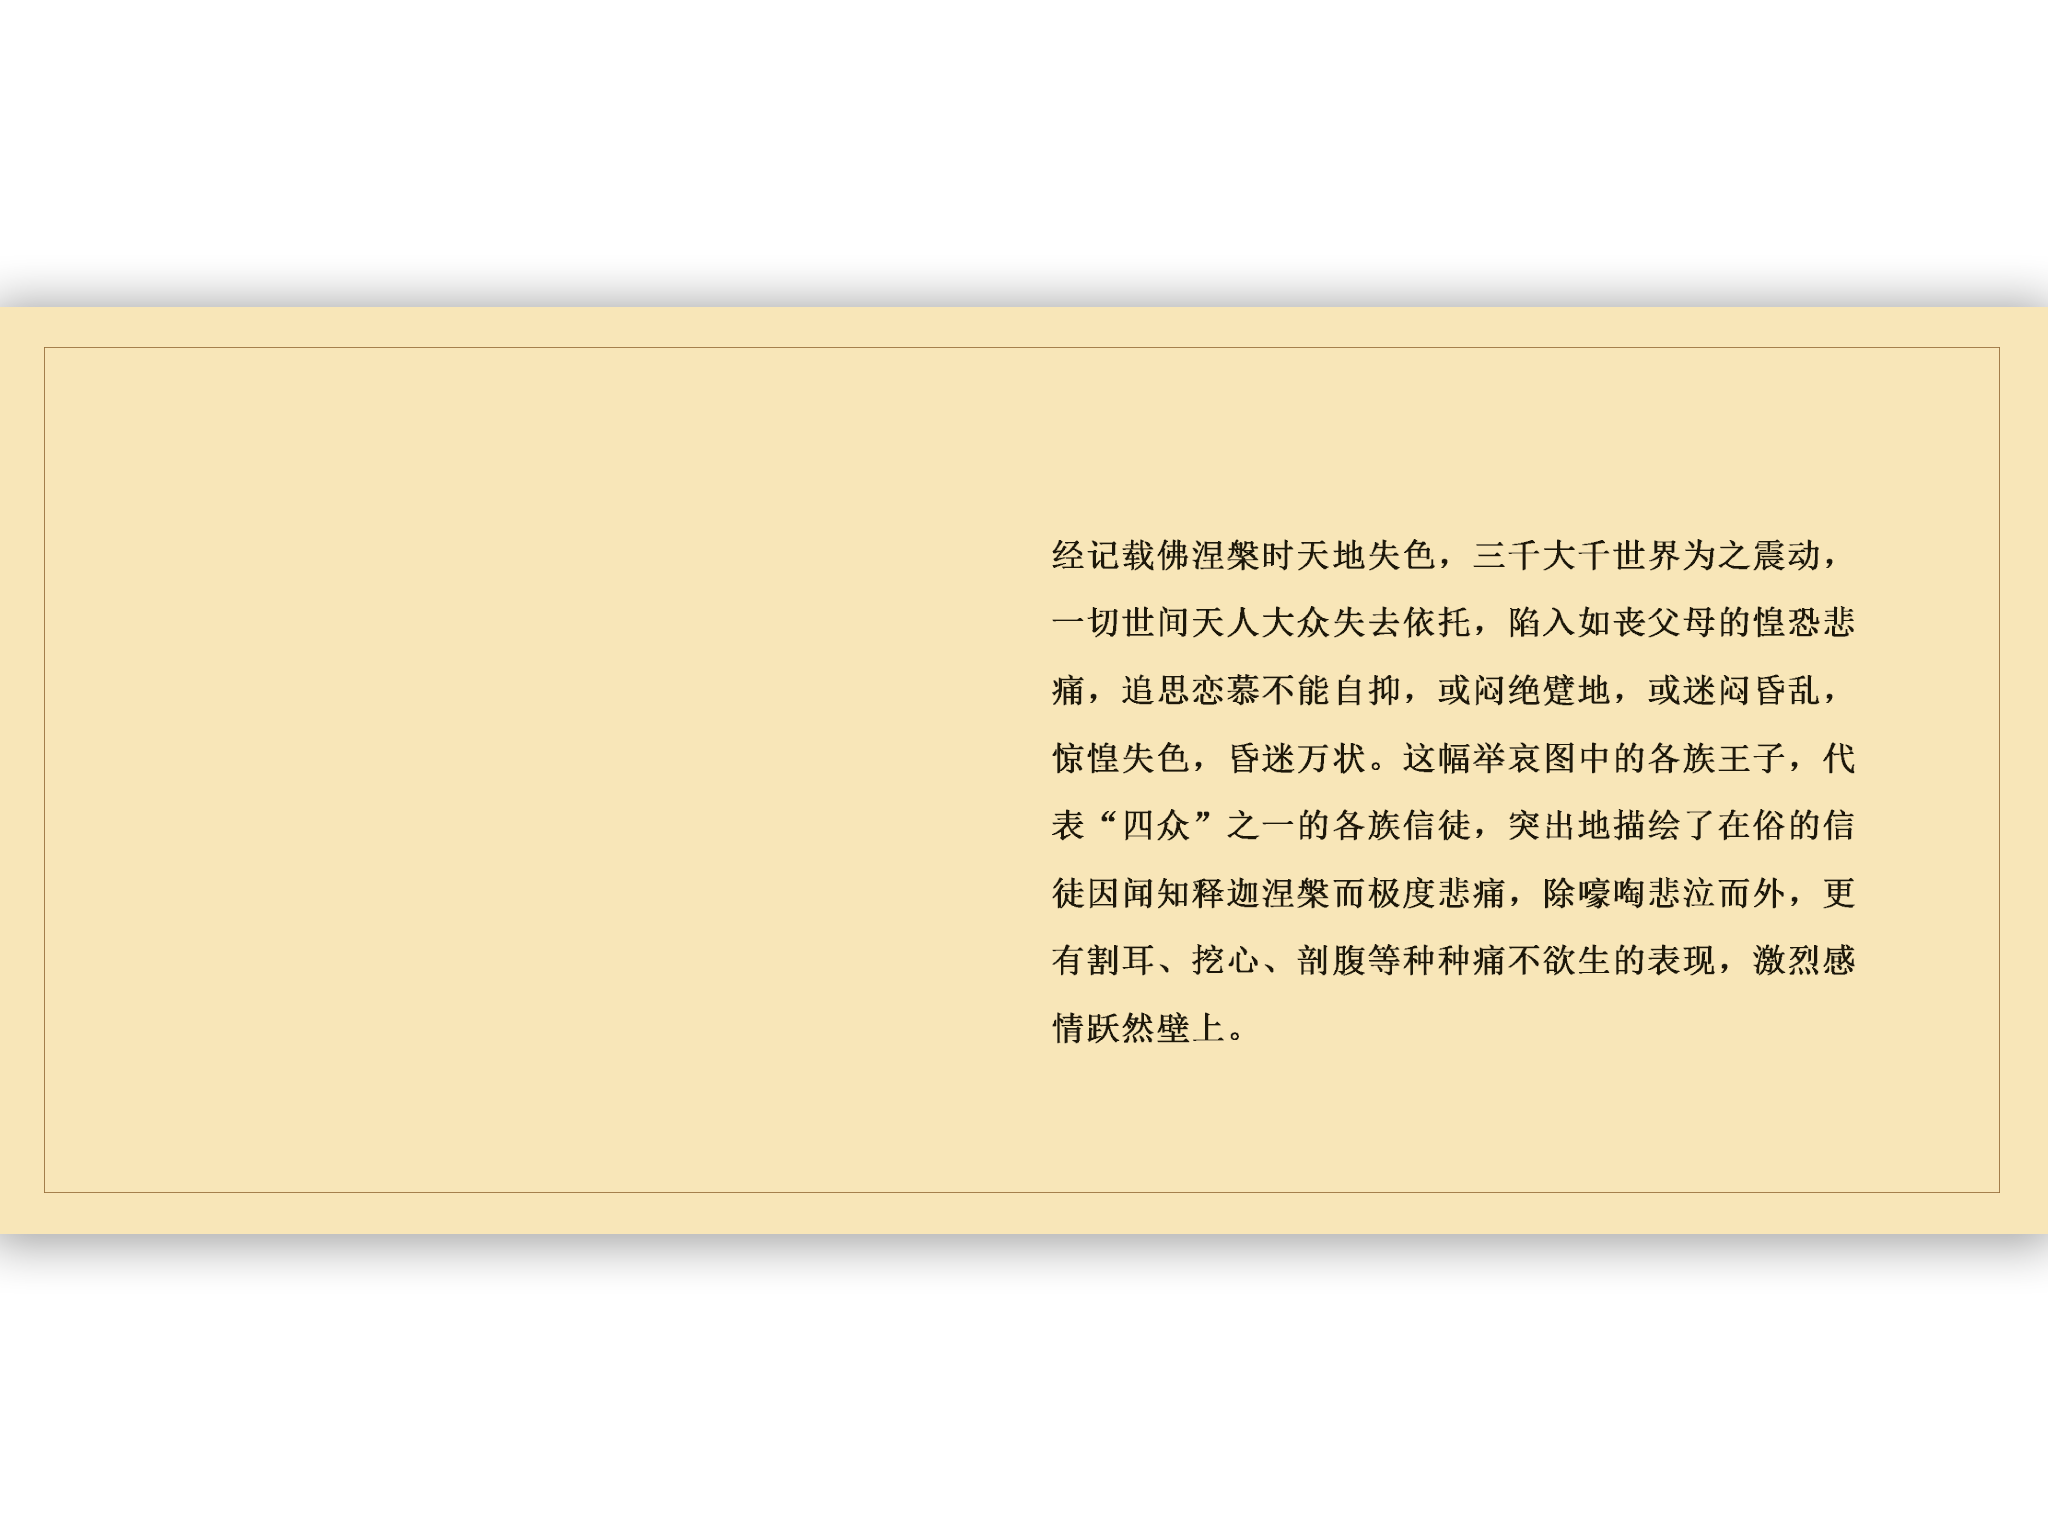 经记载佛涅槃时天地失色，三千大千世界为之震动，
一切世间天人大众失去依托，陷入如丧父母的惶恐悲
痛，追思恋慕不能自抑，或闷绝躄地，或迷闷昏乱，
惊惶失色，昏迷万状。这幅举哀图中的各族王子，代
表“四众”之一的各族信徒，突出地描绘了在俗的信
徒因闻知释迦涅槃而极度悲痛，除嚎啕悲泣而外，更
有割耳、挖心、剖腹等种种痛不欲生的表现，激烈感
情跃然壁上。